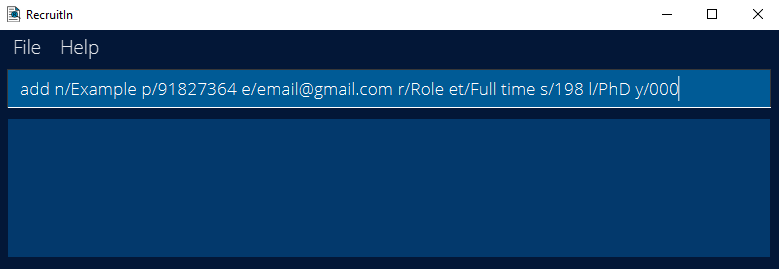 RecruitIn
File Help
add n/Example p/91827364 e/email@gmail.com r/Role et/Full time s/198 l/PhD y/000